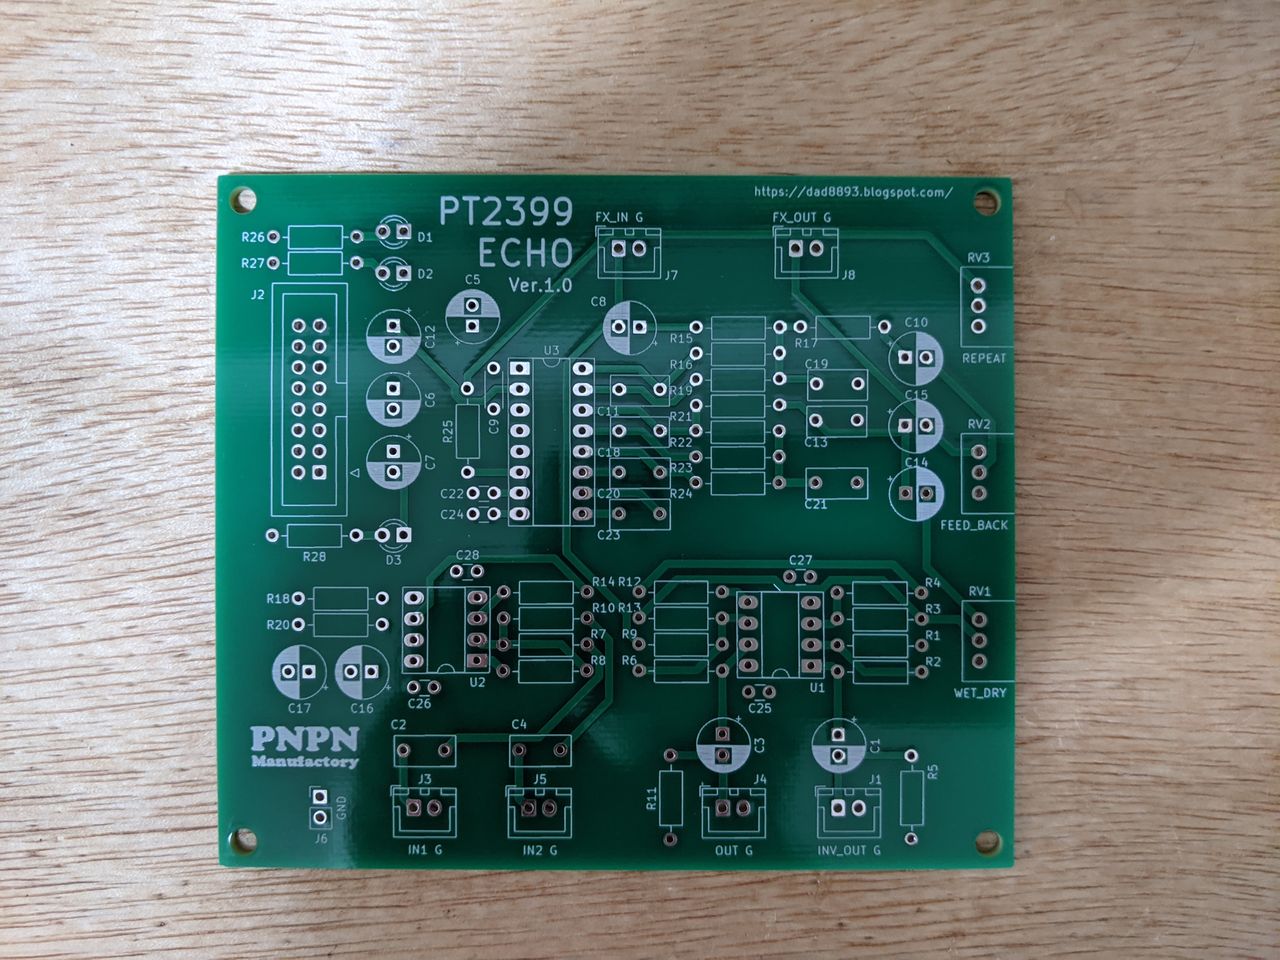 PT2399
ECHO
Ver.1.0
https://dad8893.blogspot.com/
FX_IN G
FX_OUT G
R26
D1
R27
D2
J2
J7
J8
RV3
C5
C8
C12
R15
R17
C10
REPEAT
U3
R16
C19
C6
C9
R19
C11
R25
R21
C15
C13
R22
RV2
C7
C18
R23
C14
C22
C20
R24
C21
C24
C23
FEED_BACK
R28
D3
C28
C27
R14
R12
R4
RV1
R18
R10
R13
R3
R20
R7
R9
R1
R8
R6
R2
U2
U1
WET_DRY
C17
C16
C26
C25
PNPN
Manufactory
C2
C4
C3
C1
J3
J5
J4
J1
R11
R5
GND
J6
IN1 G
IN2 G
OUT G
INV_OUT G